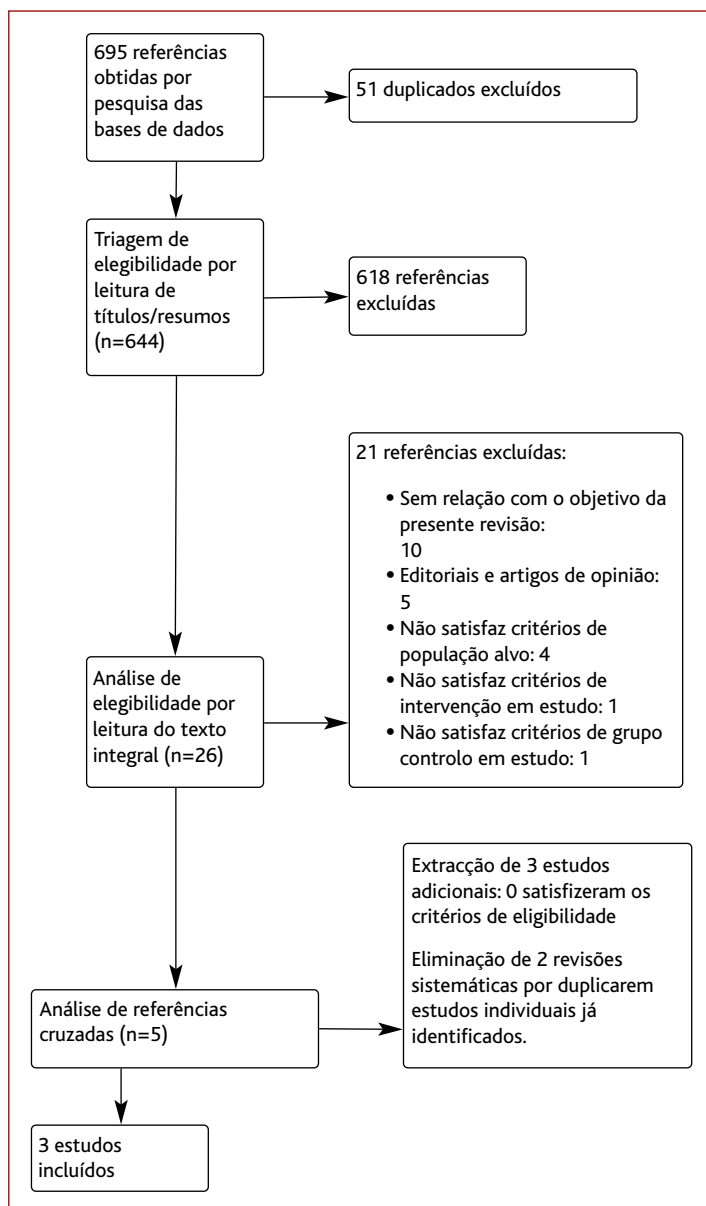 695 referências
obtidas por
pesquisa das
bases de dados
51 duplicados excluídos
Triagem de
elegibilidade por
leitura de
títulos/resumos
(n=644)
618 referências
excluídas
21 referências excluídas:
• Sem relação com o objetivo da
presente revisão:
10
• Editoriais e artigos de opinião:
5
• Não satisfaz critérios de
população alvo: 4
• Não satisfaz critérios de
intervenção em estudo: 1
• Não satisfaz critérios de grupo
controlo em estudo: 1
Análise de
elegibilidade por
leitura do texto
integral (n=26)
Extracção de 3 estudos
adicionais: 0 satisfizeram os
critérios de eligibilidade
Eliminação de 2 revisões
sistemáticas por duplicarem
estudos individuais já
identificados.
Análise de referências
cruzadas (n=5)
3 estudos
incluídos